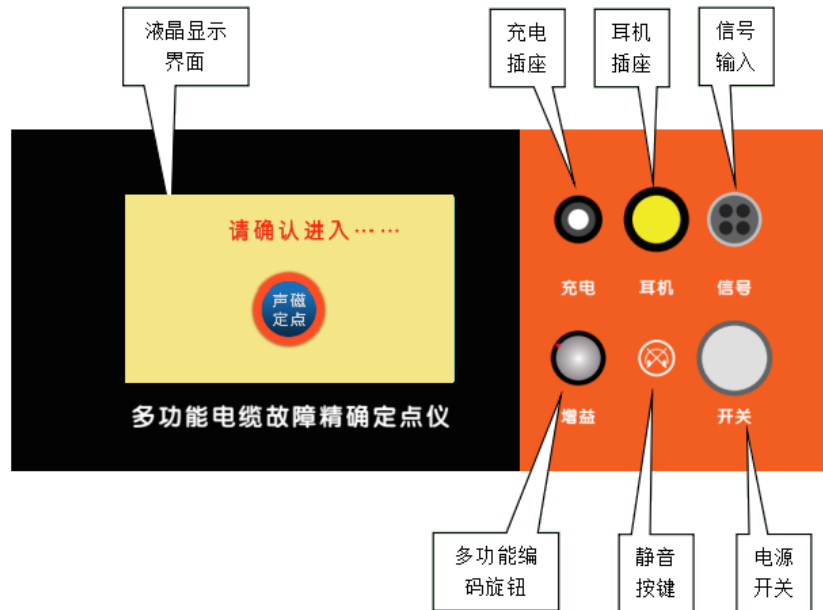 液晶显示
界面
充电
插座
耳机
插座
信号
输入
请确认进入……
声磁
定点
充电
耳机
信号
多功能电缆故障精确定点仪
增益
开关
多功能编
码旋钮
静音
按键
电源
开关